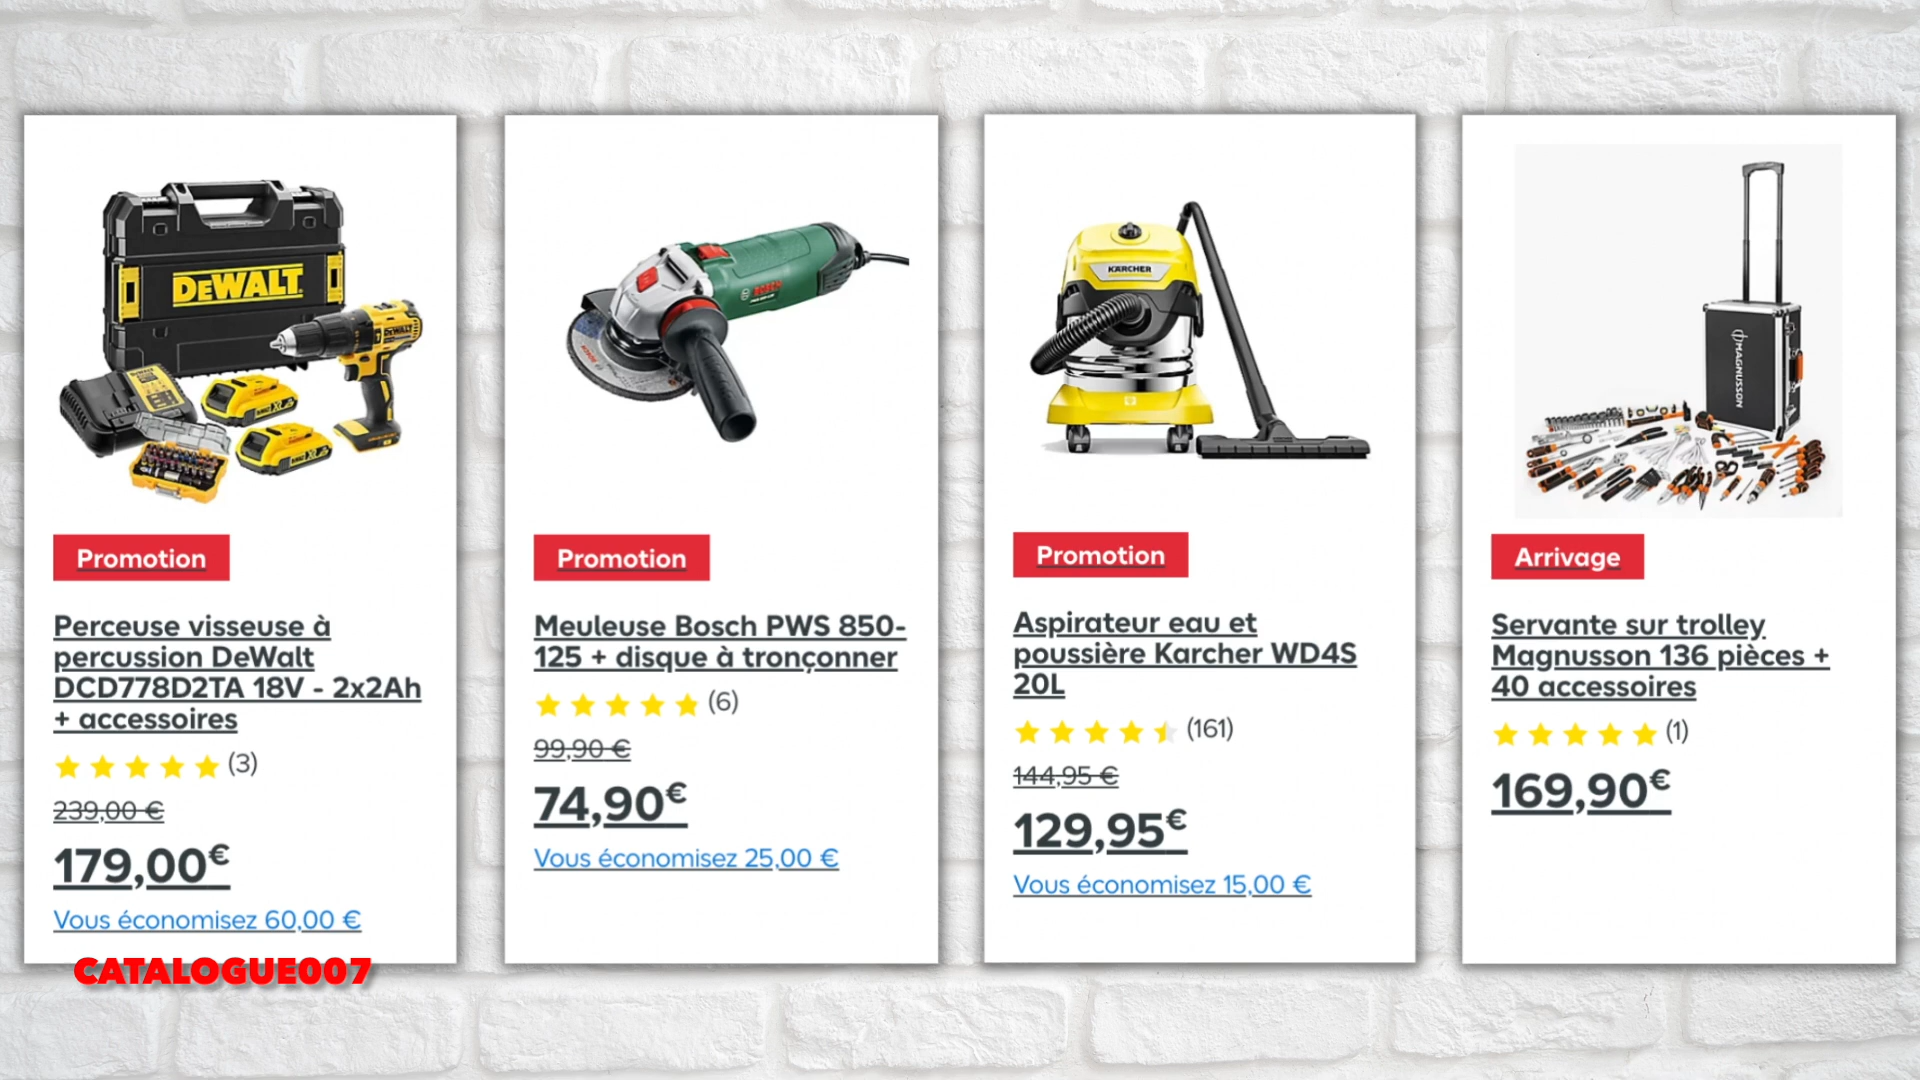 DEWALT
DEWALT
Promotion
Perceuse visseuse à
percussion DeWalt
DCD778D2TA 18V - 2x2Ah
+ accessoires
(3)
239,00 €
179,00€
Vous économisez 60,00 €
CATALOGUE007
BOSCH
Promotion
Meuleuse Bosch PWS 850-
125 + disque à tronçonner
(6)
99,90 €
74,90€
Vous économisez 25,00 €
KÄRCHER
Promotion
Aspirateur eau et
poussière Karcher WD4S
20L
(161)
144,95 €
129,95€
Vous économisez 15,00 €
MAGNUSSON
Arrivage
Servante sur trolley
Magnusson 136 pièces +
40 accessoires
(1)
169,90€